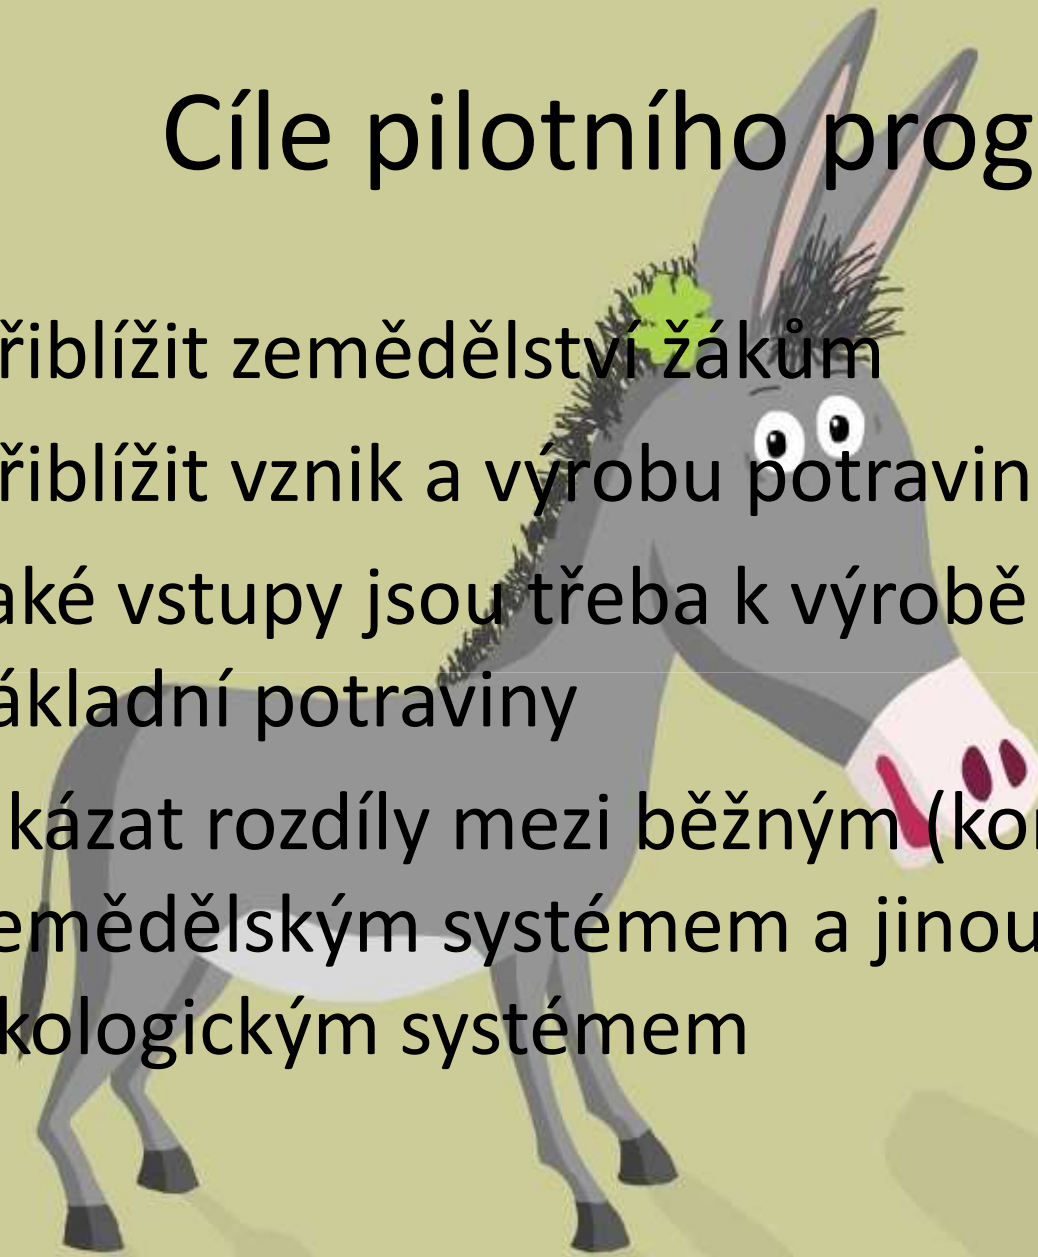 Cíle pilotního prog
řiblížit zemědělství žákům
řiblížit vznik a výrobu potravin
aké vstupy jsou třeba k výrobě
ákladní potraviny
kázat rozdíly mezi běžným (kon
emědělským systémem a jinou
kologickým systémem